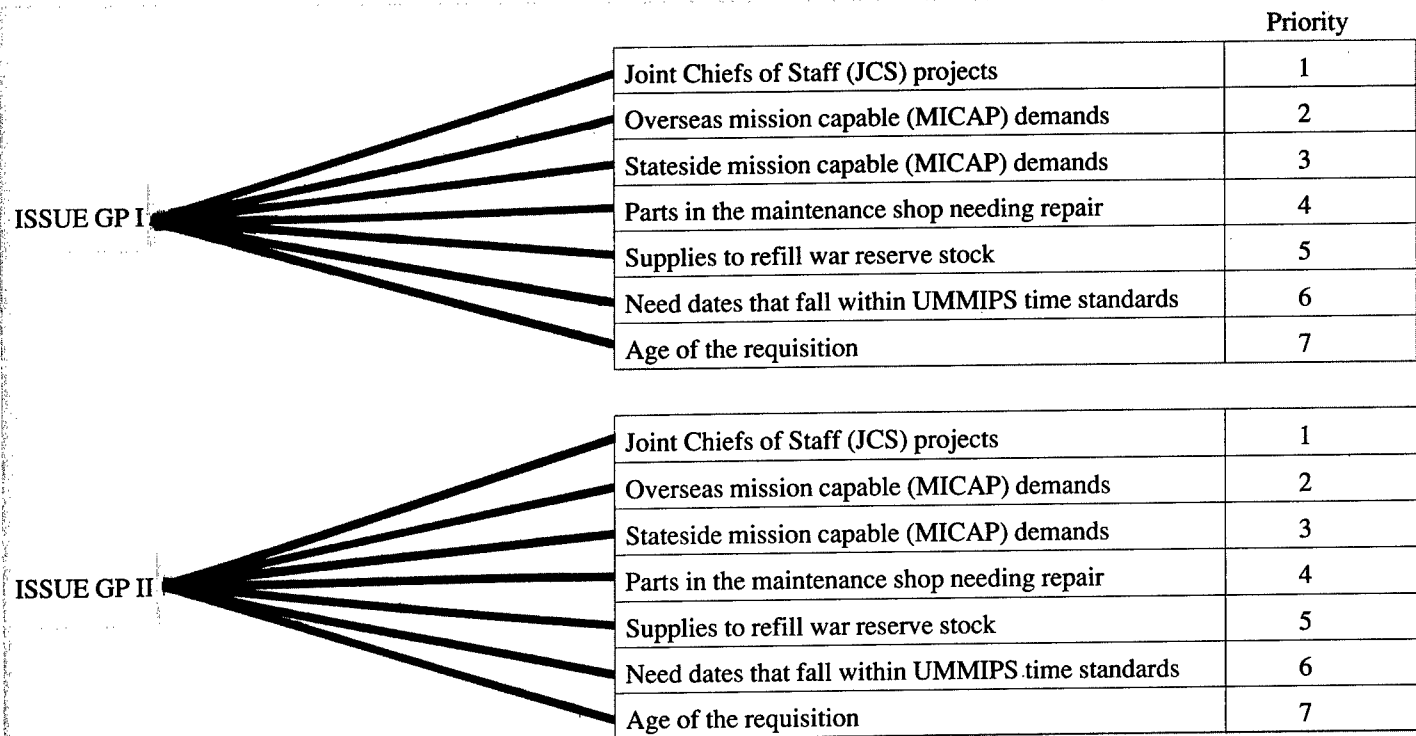 Priority
Joint Chiefs of Staff (JCS) projects 1
Overseas mission capable (MICAP) demands 2
Stateside mission capable (MICAP) demands 3
ISSUE GP I
Parts in the maintenance shop needing repair 4
Supplies to refill war reserve stock 5
Need dates that fall within UMMIPS time standards 6
Age of the requisition 7
Joint Chiefs of Staff (JCS) projects 1
Overseas mission capable (MICAP) demands 2
Stateside mission capable (MICAP) demands 3
Parts in the maintenance shop needing repair 4
ISSUE GP II
Supplies to refill war reserve stock 5
Need dates that fall within UMMIPS time standards 6
Age of the requisition 7